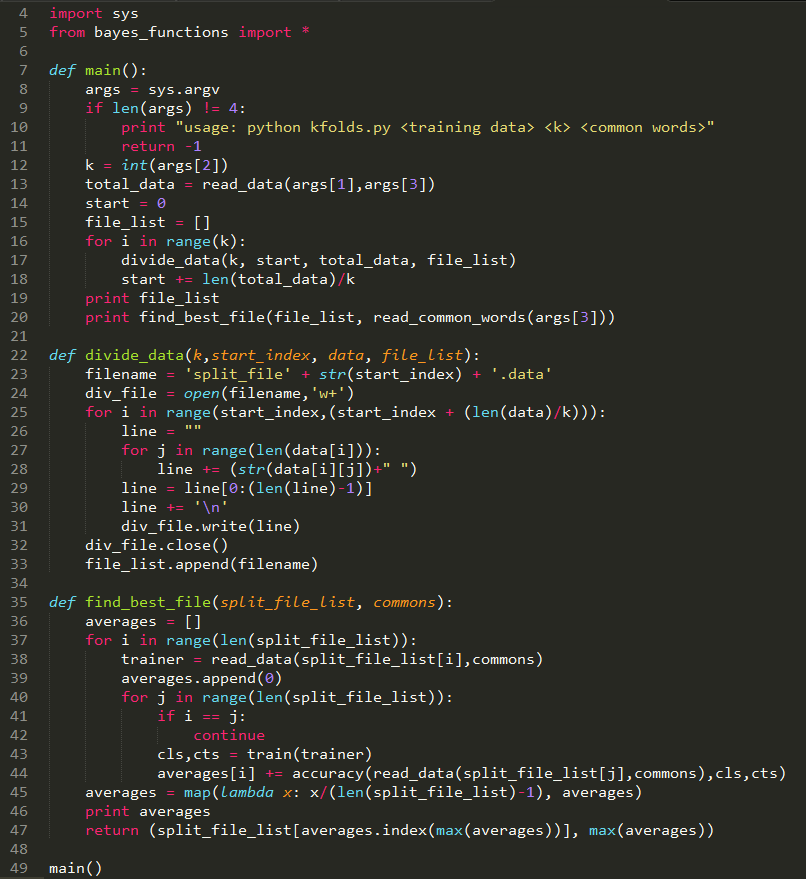 4 import sys
5 from bayes_functions import *
6
7 def main():
8     args = sys.argv
9     if len(args) != 4:
10         print "usage: python kfolds.py <training data> <k> <common words>"
11         return -1
12     k = int(args[2])
13     total_data = read_data(args[1],args[3])
14     start = 0
15     file_list = []
16     for i in range(k):
17         divide_data(k, start, total_data, file_list)
18         start += len(total_data)/k
19     print file_list
20     print find_best_file(file_list, read_common_words(args[3]))
21
22 def divide_data(k,start_index, data, file_list):
23     filename = 'split_file' + str(start_index) + '.data'
24     div_file = open(filename,'w+')
25     for i in range(start_index,(start_index + (len(data)/k))):
26         line = ""
27         for j in range(len(data[i])):
28             line += (str(data[i][j])+" ")
29         line = line[0:(len(line)-1)]
30         line += '\n'
31         div_file.write(line)
32     div_file.close()
33     file_list.append(filename)
34
35 def find_best_file(split_file_list, commons):
36     averages = []
37     for i in range(len(split_file_list)):
38         trainer = read_data(split_file_list[i],commons)
39         averages.append(0)
40         for j in range(len(split_file_list)):
41             if i == j:
42                 continue
43             cls,cts = train(trainer)
44             averages[i] += accuracy(read_data(split_file_list[j],commons),cls,cts)
45     averages = map(lambda x: x/(len(split_file_list)-1), averages)
46     print averages
47     return (split_file_list[averages.index(max(averages))], max(averages))
48
49 main()